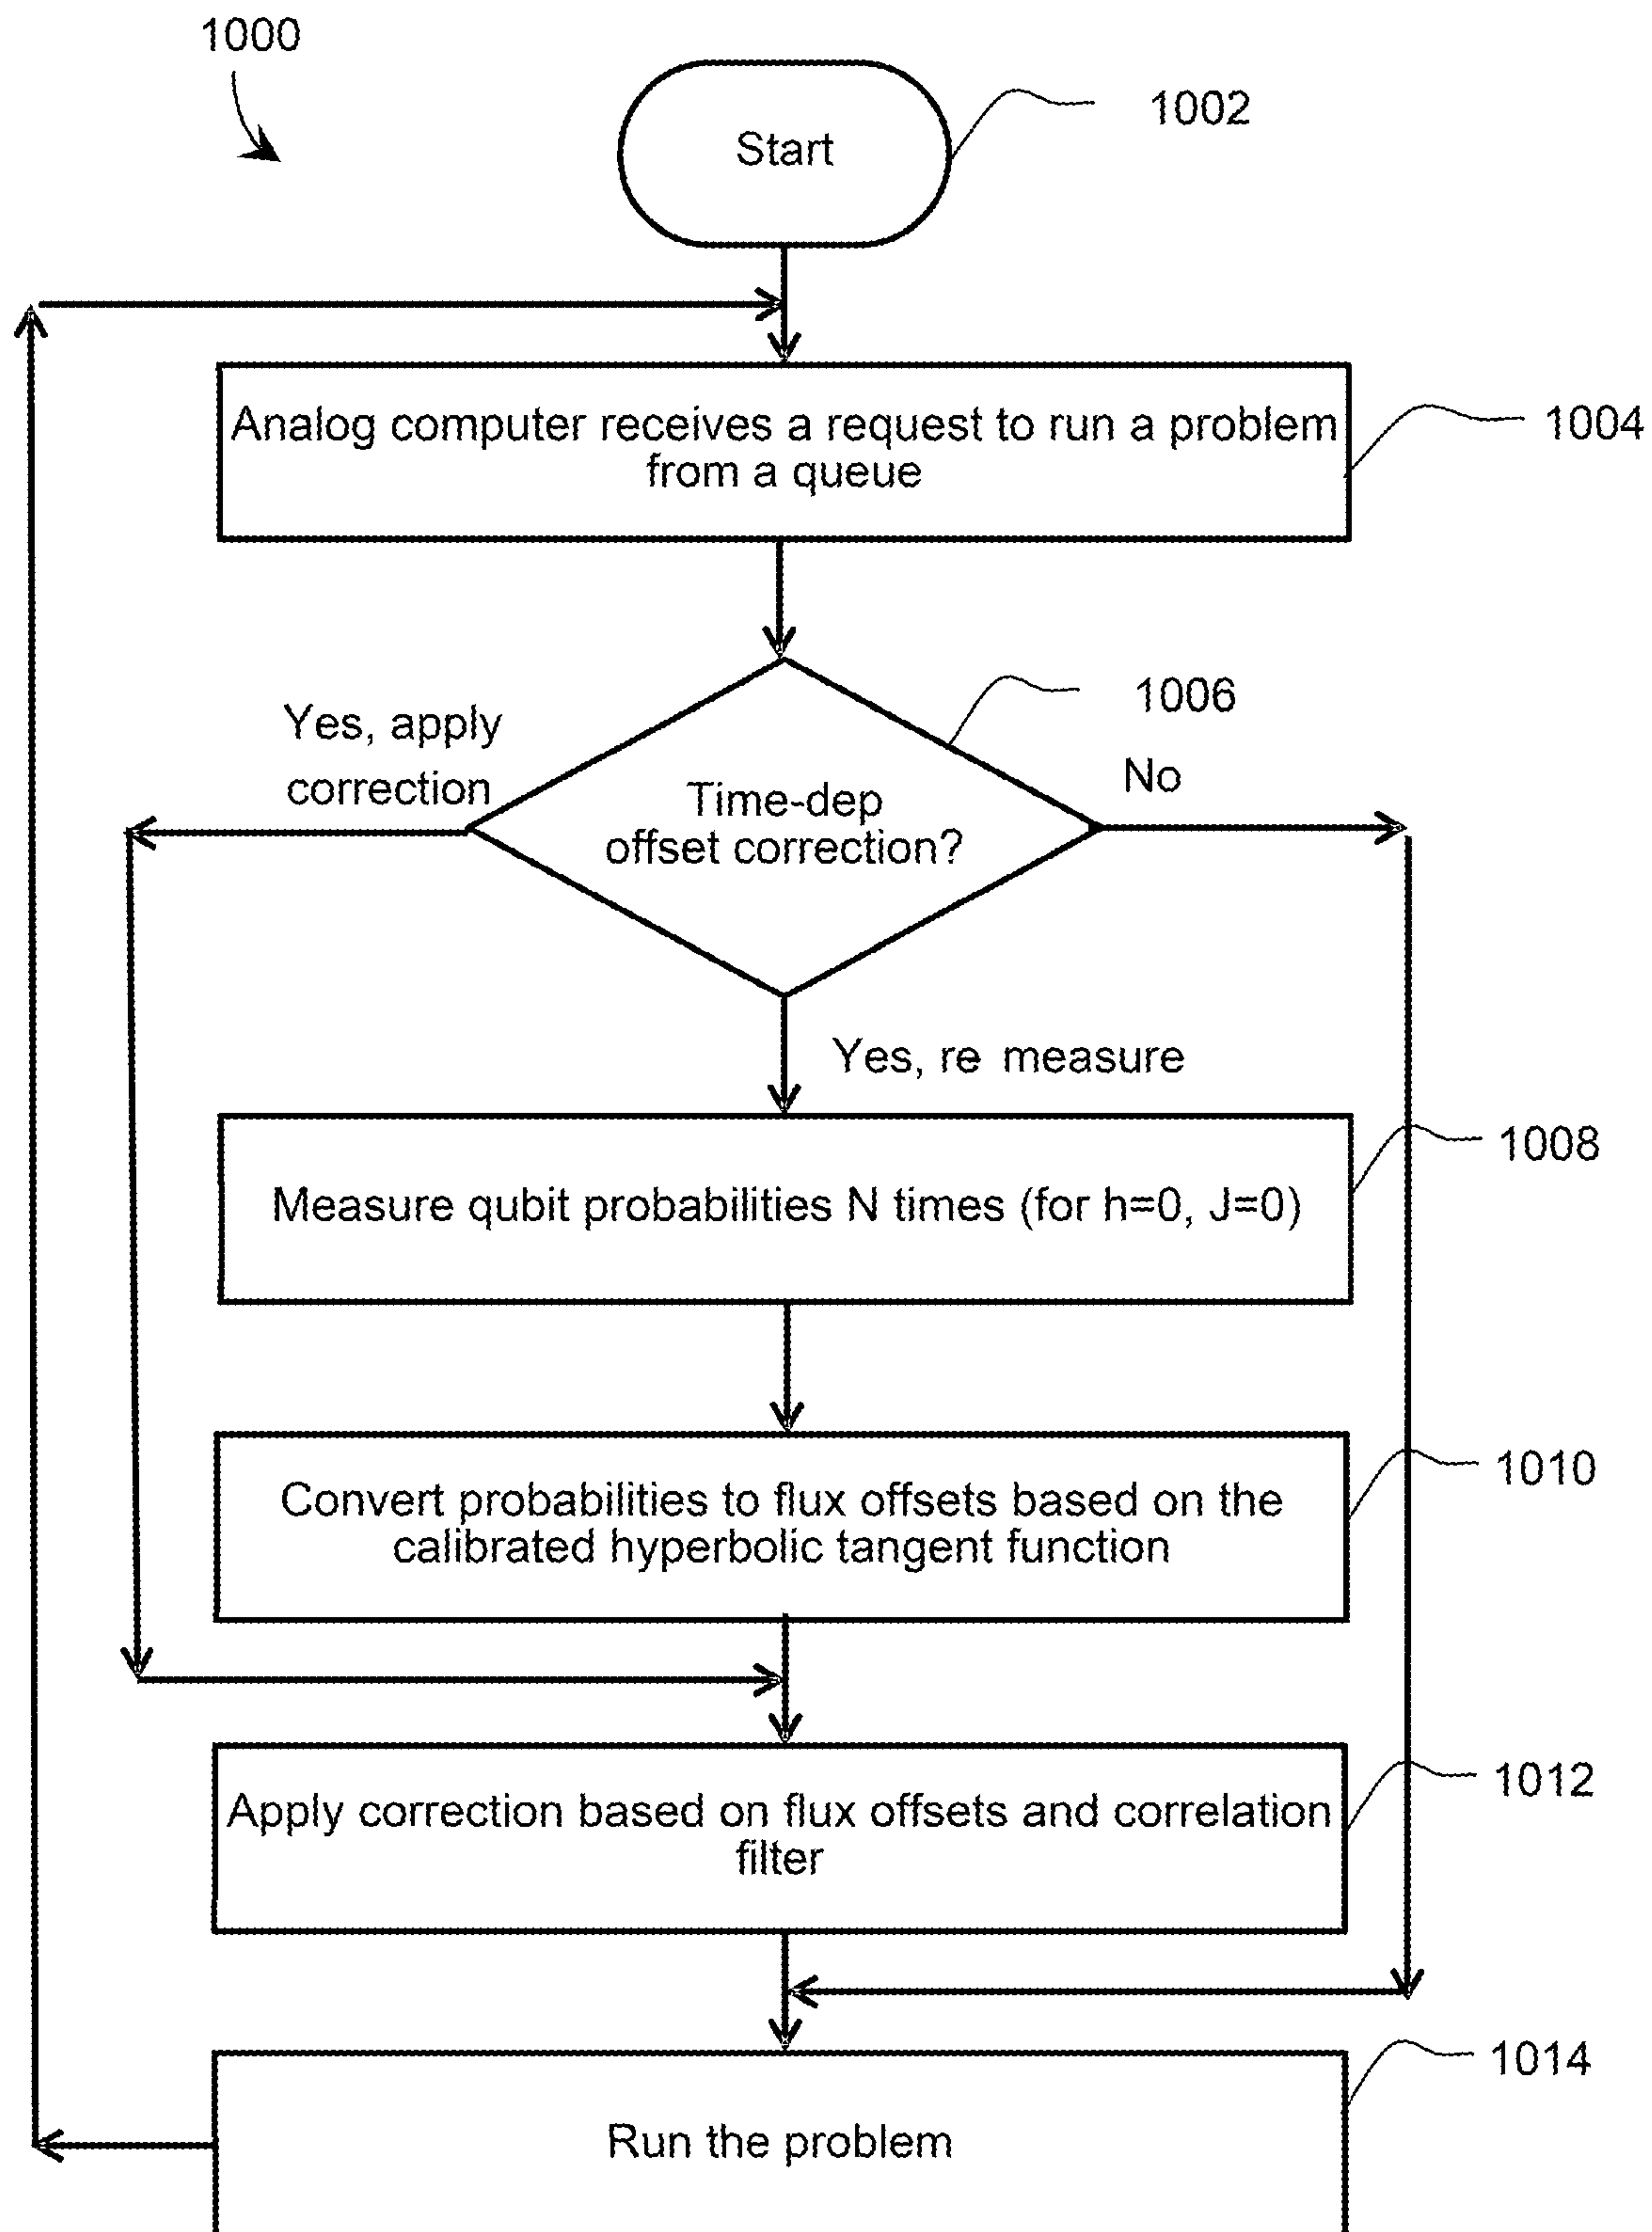 1000
Start
1002
Analog computer receives a request to run a problem
from a queue
1004
Yes, apply
correction
Time-dep
offset correction?
1006
No
Yes, re measure
Measure qubit probabilities N times (for h=0, J=0)
1008
Convert probabilities to flux offsets based on the
calibrated hyperbolic tangent function
1010
Apply correction based on flux offsets and correlation
filter
1012
Run the problem
1014